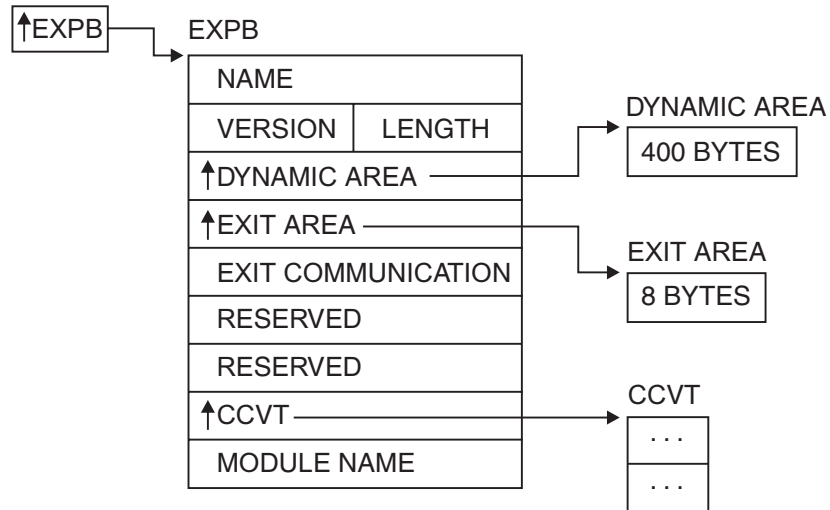 ↑EXPB
EXPB
NAME
VERSION LENGTH
↑DYNAMIC AREA
↑EXIT AREA
EXIT COMMUNICATION
RESERVED
RESERVED
↑CCVT
MODULE NAME
DYNAMIC AREA
400 BYTES
EXIT AREA
8 BYTES
CCVT
. . .
. . .